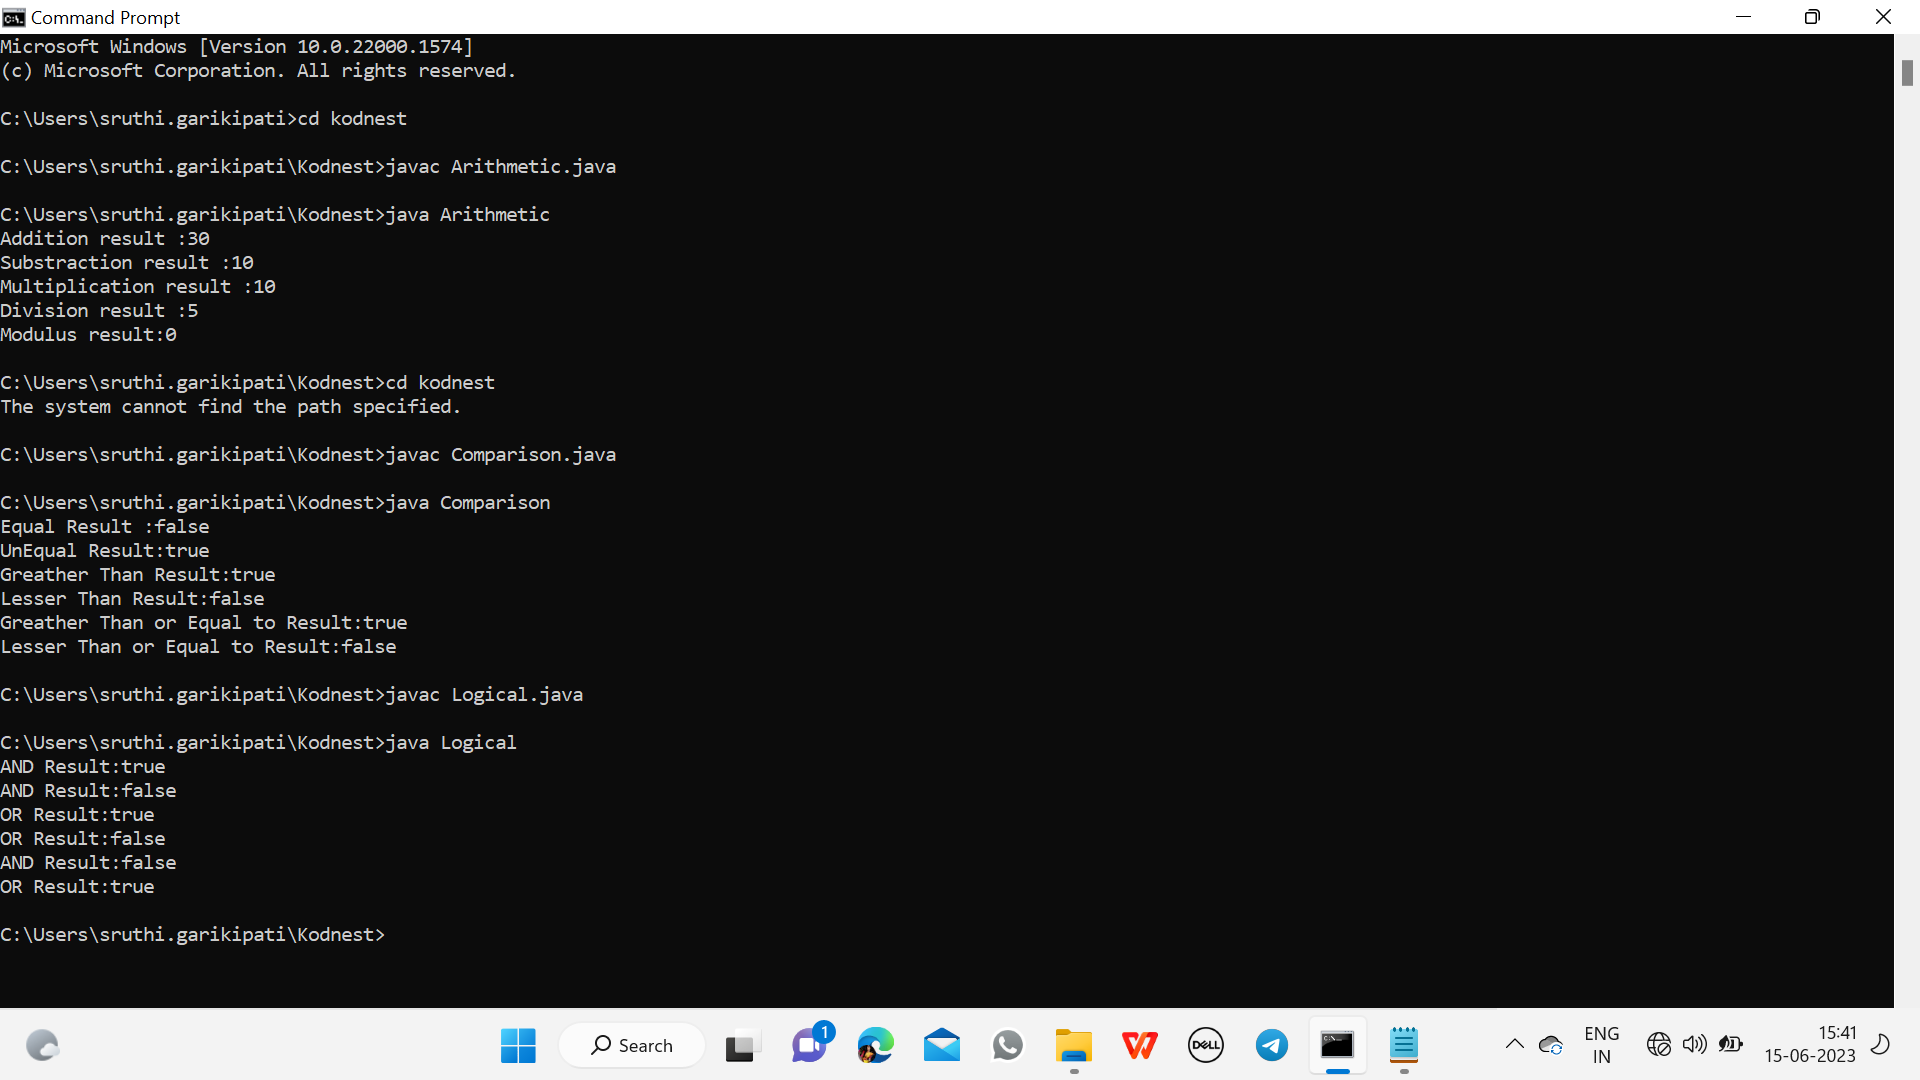 Command Prompt
Microsoft Windows [Version 10.0.22000.1574]
(c) Microsoft Corporation. All rights reserved.
C:\Users\sruthi.garikipati>cd kodnest
C:\Users\sruthi.garikipati\Kodnest>javac Arithmetic.java
C:\Users\sruthi.garikipati\Kodnest>java Arithmetic
Addition result :30
Substraction result :10
Multiplication result :10
Division result :5
Modulus result:0
C:\Users\sruthi.garikipati\Kodnest>cd kodnest
The system cannot find the path specified.
C:\Users\sruthi.garikipati\Kodnest>javac Comparison.java
C:\Users\sruthi.garikipati\Kodnest>java Comparison
Equal Result :false
UnEqual Result:true
Greather Than Result:true
Lesser Than Result:false
Greather Than or Equal to Result:true
Lesser Than or Equal to Result:false
C:\Users\sruthi.garikipati\Kodnest>javac Logical.java
C:\Users\sruthi.garikipati\Kodnest>java Logical
AND Result:true
AND Result:false
OR Result:true
OR Result:false
AND Result:false
OR Result:true
C:\Users\sruthi.garikipati\Kodnest>
Search
1
DELL
ENG
IN
15:41
15-06-2023